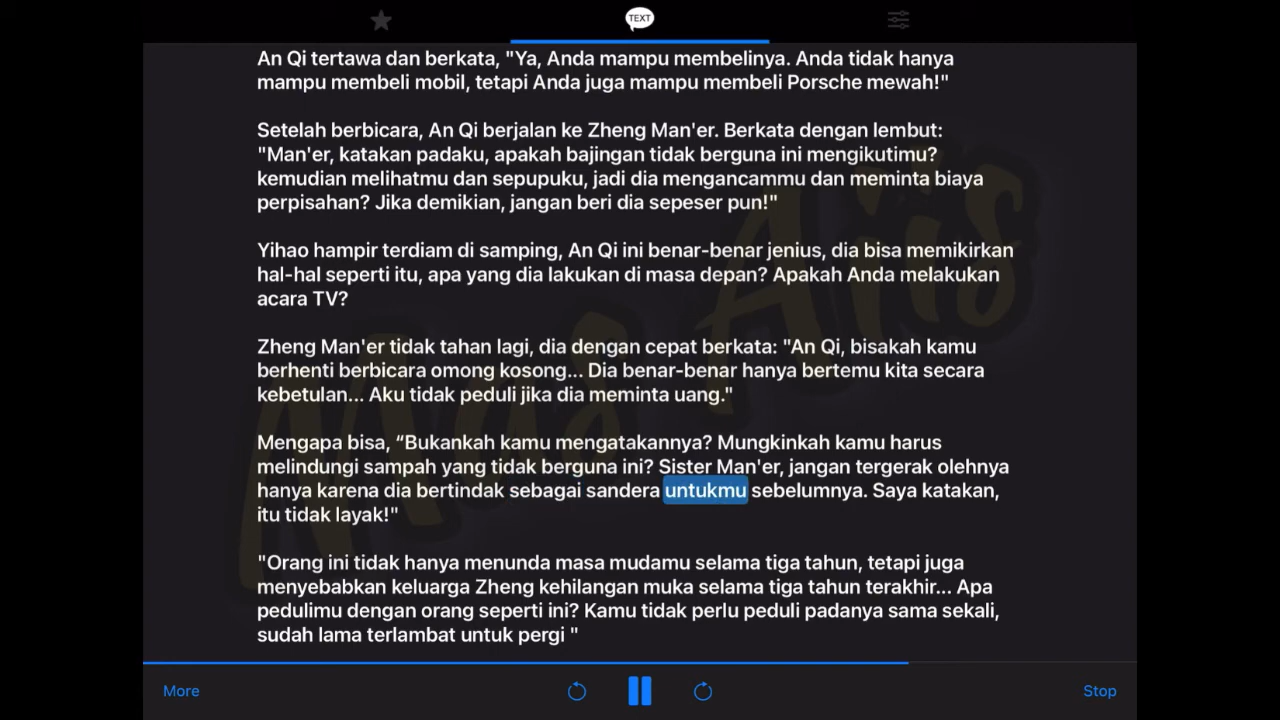 TEXT
An Qi tertawa dan berkata, "Ya, Anda mampu membelinya. Anda tidak hanya
mampu membeli mobil, tetapi Anda juga mampu membeli Porsche mewah!"
Setelah berbicara, An Qi berjalan ke Zheng Man'er. Berkata dengan lembut:
"Man'er, katakan padaku, apakah bajingan tidak berguna ini mengikutimu?
kemudian melihatmu dan sepupuku, jadi dia mengancammu dan meminta biaya
perpisahan? Jika demikian, jangan beri dia sepeser pun!"
Yihao hampir terdiam di samping, An Qi ini benar-benar jenius, dia bisa memikirkan
hal-hal seperti itu, apa yang dia lakukan di masa depan? Apakah Anda melakukan
acara TV?
Zheng Man'er tidak tahan lagi, dia dengan cepat berkata: "An Qi, bisakah kamu
berhenti berbicara omong kosong... Dia benar-benar hanya bertemu kita secara
kebetulan... Aku tidak peduli jika dia meminta uang."
Mengapa bisa, “Bukankah kamu mengatakannya? Mungkinkah kamu harus
melindungi sampah yang tidak berguna ini? Sister Man'er, jangan tergerak olehnya
hanya karena dia bertindak sebagai sandera untukmu sebelumnya. Saya katakan,
itu tidak layak!"
"Orang ini tidak hanya menunda masa mudamu selama tiga tahun, tetapi juga
menyebabkan keluarga Zheng kehilangan muka selama tiga tahun terakhir... Apa
pedulimu dengan orang seperti ini? Kamu tidak perlu peduli padanya sama sekali,
sudah lama terlambat untuk pergi "
Mas Aris
More
Stop